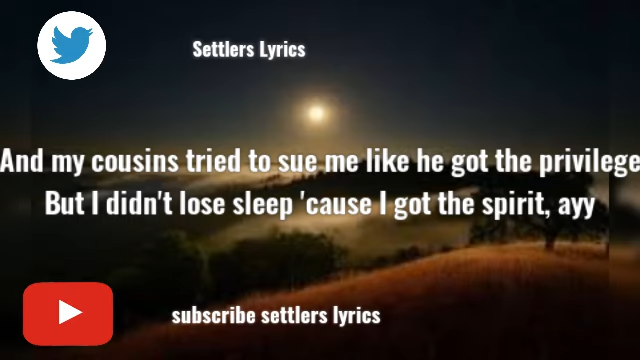 Settlers Lyrics
And my cousins tried to sue me like he got the privilege
But I didn't lose sleep 'cause I got the spirit, ayy
subscribe settlers lyrics